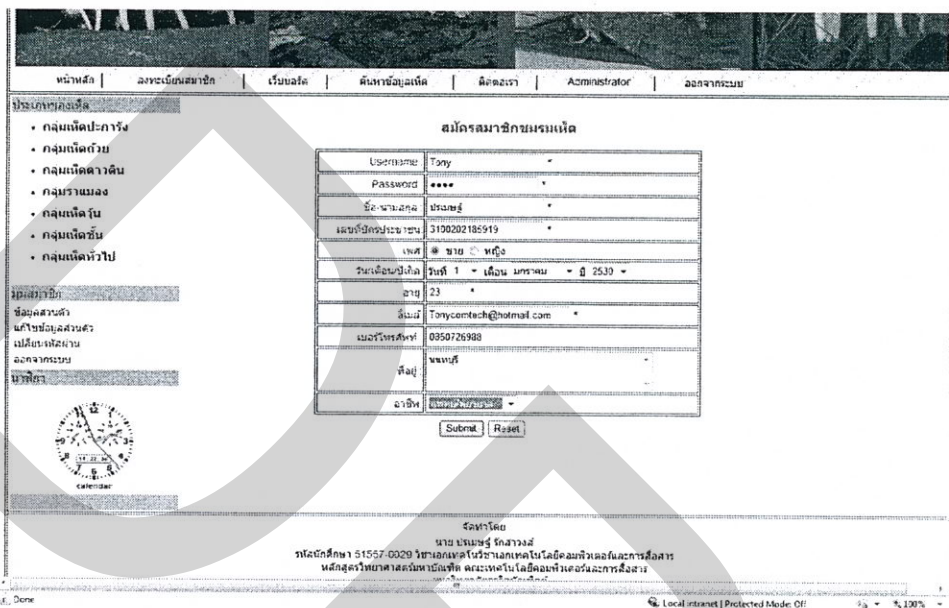 หน้าหลัก | ลงทะเบียนสมาชิก | เว็บบอร์ด | ค้นหาข้อมูลเห็ด | ติดต่อเรา | Administrator | ออกจากระบบ
ประเภทของเห็ด
• กลุ่มเห็ดปะการัง
• กลุ่มเห็ดถ้วย
• กลุ่มเห็ดดาวดิน
• กลุ่มราแมลง
• กลุ่มเห็ดวุ้น
• กลุ่มเห็ดชั้น
• กลุ่มเห็ดทั่วไป
มุมสมาชิก
ข้อมูลส่วนตัว
แก้ไขข้อมูลส่วนตัว
เปลี่ยนรหัสผ่าน
ออกจากระบบ
นาฬิกา
calendar
สมัครสมาชิกชมรมเห็ด
Username Tony *
Password •••• *
ชื่อ-นามสกุล ปรเมษฐ์ *
เลขที่บัตรประชาชน 3100202185919 *
เพศ ชาย หญิง
วัน/เดือน/ปีเกิด วันที่ 1 เดือน มกราคม ปี 2530
อายุ 23 *
อีเมล์ Tonycomtech@hotmail.com *
เบอร์โทรศัพท์ 0350726988
ที่อยู่ นนทบุรี
อาชีพ
Submit Reset
จัดทำโดย
นาย ปรเมษฐ์ รักสาวงส์
รหัสนักศึกษา 51567-0029 วิชาเอกเทคโนวิชาเอกเทคโนโลยีคอมพิวเตอร์และการสื่อสาร
หลักสูตรวิทยาศาสตร์มหาบัณฑิต คณะเทคโนโลยีคอมพิวเตอร์และการสื่อสาร
Done
Local intranet | Protected Mode: Off
100%